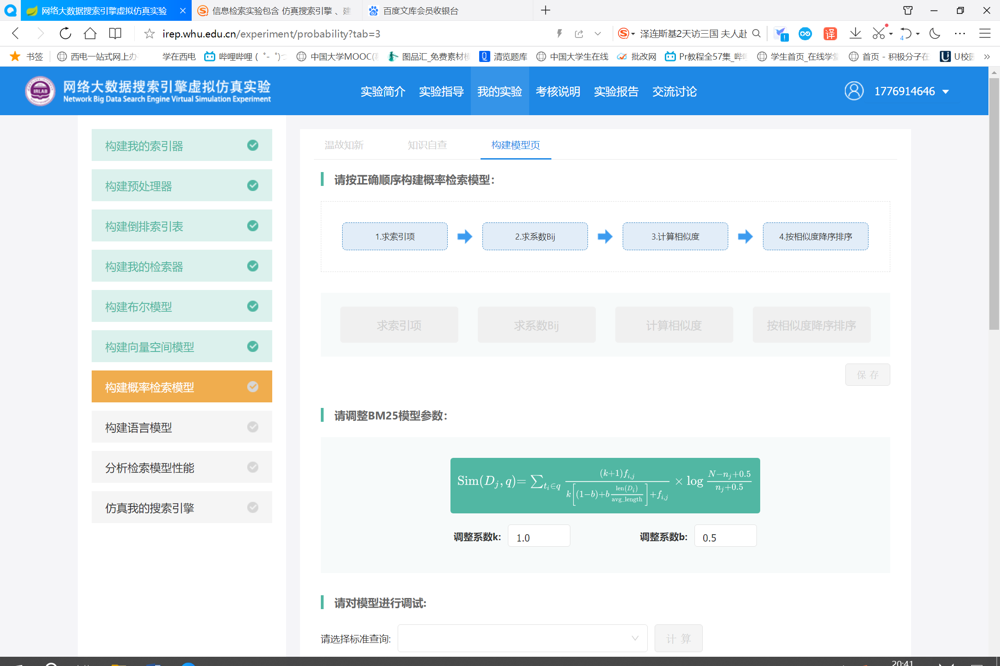 网络大数据搜索引擎虚拟仿真实验
信息检索实验包含 仿真搜索引擎 、建
百度文库会员收银台
irep.whu.edu.cn/experiment/probability?tab=3
泽连斯基2天访三国 夫人赴
译
4
书签
西电一站式网上办
学在西电
哔哩哔哩 ( ゜- ゜)つ
中国大学MOOC(
图品汇_免费素材模
清览题库
中国大学生在线
批改网
Pr教程全57集_哔哩
学生首页_在线学堂
首页 - 积极分子在
U校园
IRLAB
网络大数据搜索引擎虚拟仿真实验
Network Big Data Search Engine Virtual Simulation Experiment
实验简介
实验指导
我的实验
考核说明
实验报告
交流讨论
1776914646
构建我的索引器
构建预处理器
构建倒排索引表
构建我的检索器
构建布尔模型
构建向量空间模型
构建概率检索模型
构建语言模型
分析检索模型性能
仿真我的搜索引擎
温故知新
知识自查
构建模型页
请按正确顺序构建概率检索模型：
1.求索引项
2.求系数Bij
3.计算相似度
4.按相似度降序排序
求索引项
求系数Bij
计算相似度
按相似度降序排序
保 存
请调整BM25模型参数：
Sim(D_j, q)=∑_{t_i∈q} (k+1)f_{i,j} / k[(1−b)+b len(D_i)/avg_length]+f_{i,j} × log N−n_j+0.5 / n_j+0.5
调整系数k:
1.0
调整系数b:
0.5
请对模型进行调试:
请选择标准查询:
计 算
20:41